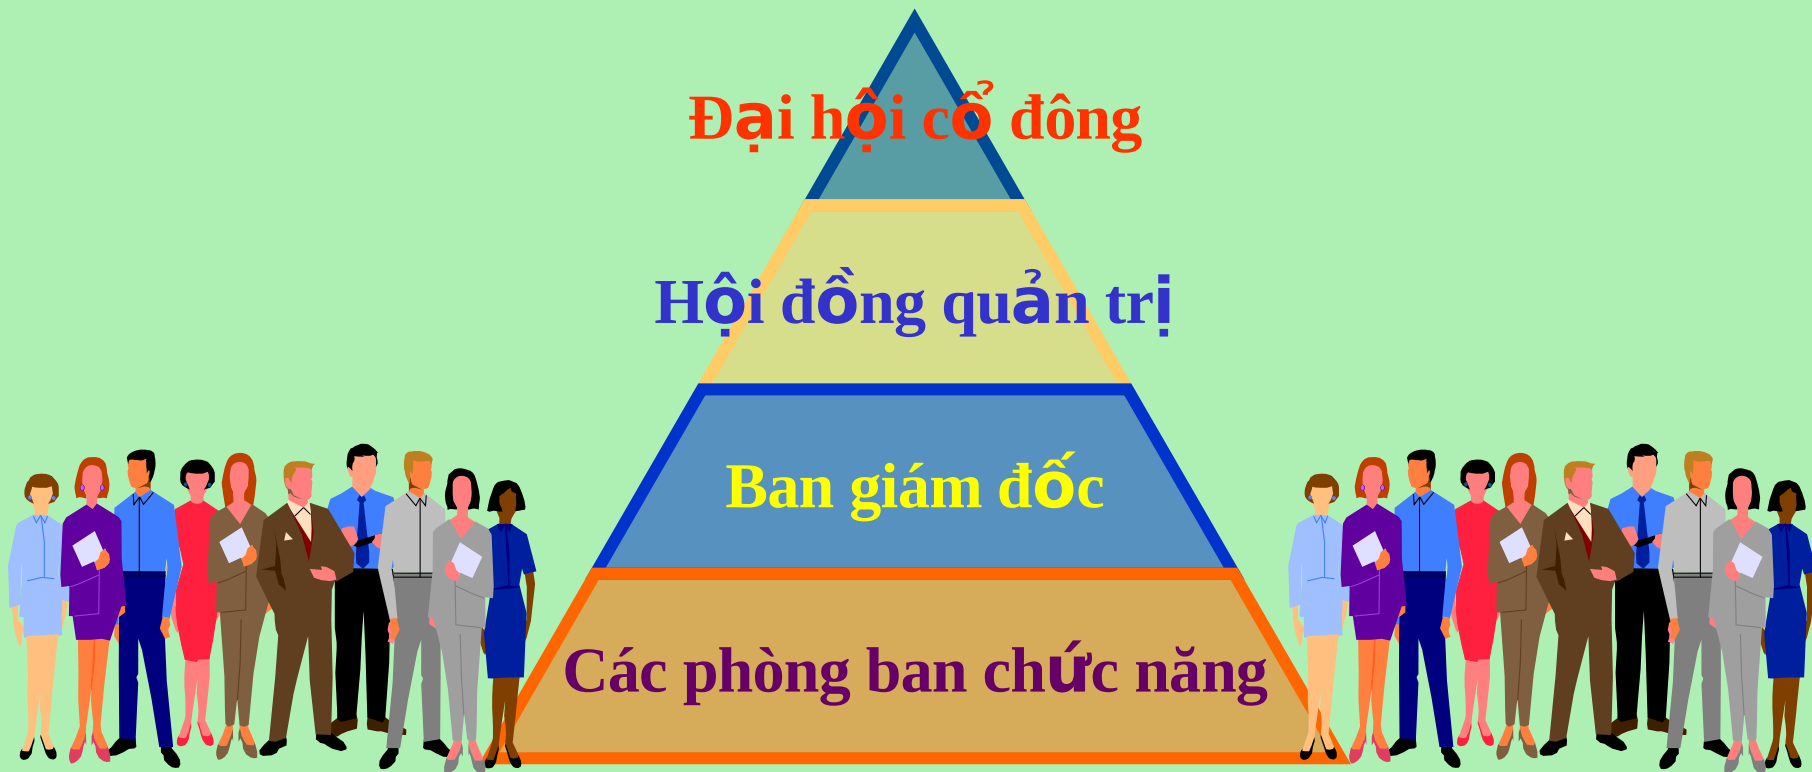 Đại hội cổ đông
Hội đồng quản trị
Ban giám đốc
Các phòng ban chức năng